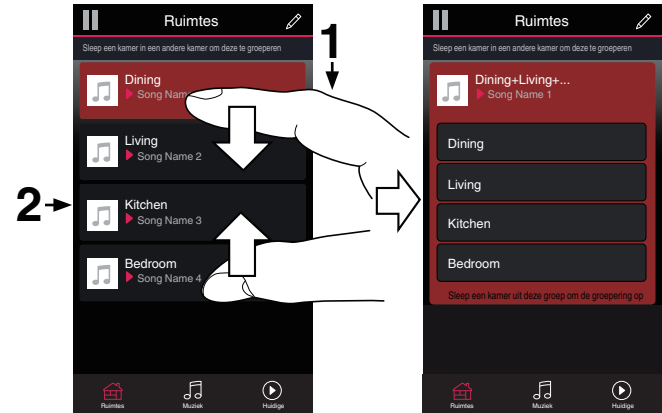 Ruimtes
Sleep een kamer in een andere kamer om deze te groeperen
Dining
Song Nam
Living
Song Name 2
Kitchen
Song Name 3
Bedroom
Song Name 4
Ruimtes
Muziek
Huidige
1
2
Ruimtes
Sleep een kamer in een andere kamer om deze te groeperen
Dining+Living+...
Song Name 1
Dining
Living
Kitchen
Bedroom
Sleep een kamer uit deze groep om de groepering op
Ruimtes
Muziek
Huidige